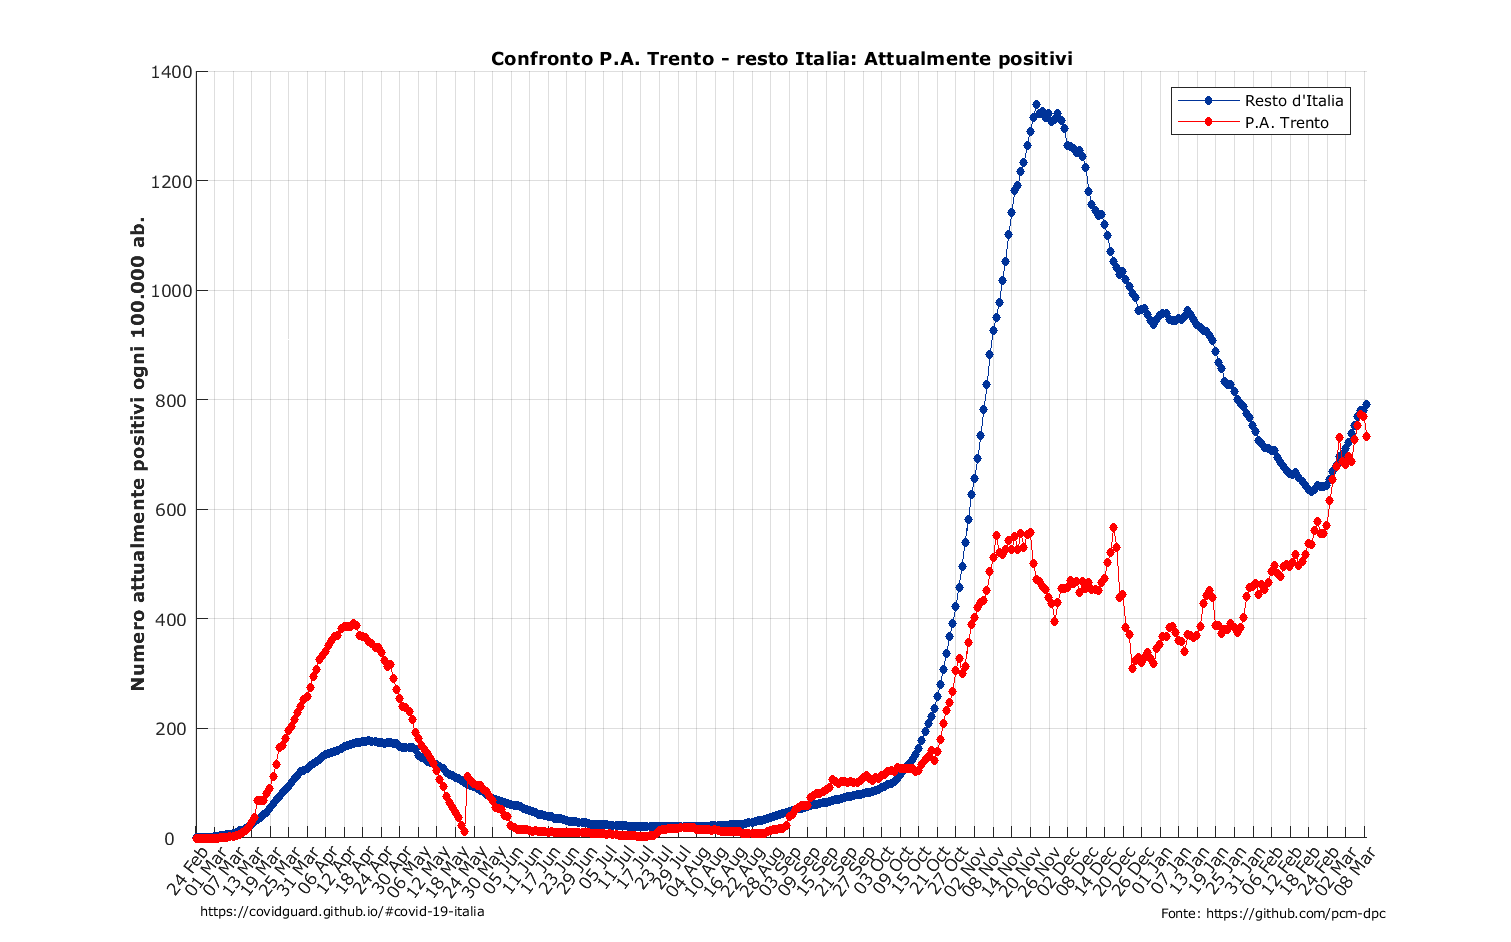 Confronto P.A. Trento - resto Italia: Attualmente positivi
Resto d'Italia
P.A. Trento
Numero attualmente positivi ogni 100.000 ab.
1400
1200
1000
800
600
400
200
0
24 Feb
01 Mar
07 Mar
13 Mar
19 Mar
25 Mar
31 Mar
06 Apr
12 Apr
18 Apr
24 Apr
30 Apr
06 May
12 May
18 May
24 May
30 May
05 Jun
11 Jun
17 Jun
23 Jun
29 Jun
05 Jul
11 Jul
17 Jul
23 Jul
29 Jul
04 Aug
10 Aug
16 Aug
22 Aug
28 Aug
03 Sep
09 Sep
15 Sep
21 Sep
27 Sep
03 Oct
09 Oct
15 Oct
21 Oct
27 Oct
02 Nov
08 Nov
14 Nov
20 Nov
26 Nov
02 Dec
08 Dec
14 Dec
20 Dec
26 Dec
01 Jan
07 Jan
13 Jan
19 Jan
25 Jan
31 Jan
06 Feb
12 Feb
18 Feb
24 Feb
02 Mar
08 Mar
https://covidguard.github.io/#covid-19-italia
Fonte: https://github.com/pcm-dpc